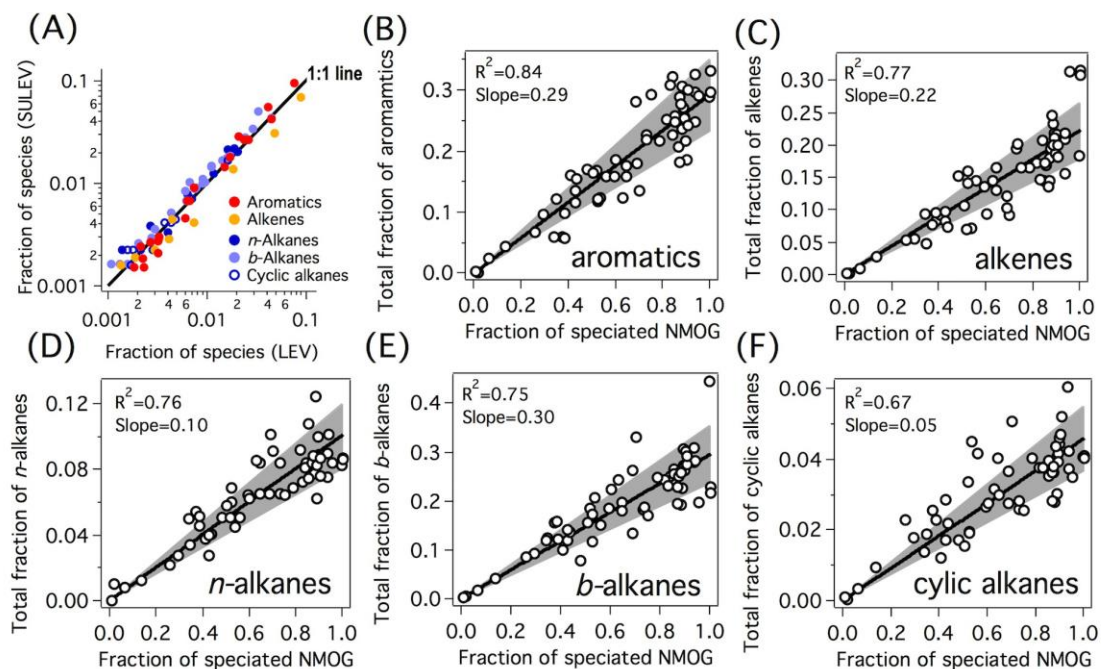 (A)
1:1 line
0.1
6
4
2
0.01
6
4
2
0.001
Fraction of species (SULEV)
Aromatics
Alkenes
n-Alkanes
b-Alkanes
Cyclic alkanes
0.001
2
4
6
0.01
2
4
6
0.1
Fraction of species (LEV)
(B)
R²=0.84
Slope=0.29
0.3
0.2
0.1
0.0
Total fraction of aromamtics
aromatics
0.0 0.2 0.4 0.6 0.8 1.0
Fraction of speciated NMOG
(C)
R²=0.77
Slope=0.22
0.30
0.25
0.20
0.15
0.10
0.05
0.00
Total fraction of alkenes
alkenes
0.0 0.2 0.4 0.6 0.8 1.0
Fraction of speciated NMOG
(D)
R²=0.76
Slope=0.10
0.12
0.08
0.04
0.00
Total fraction of n-alkanes
n-alkanes
0.0 0.2 0.4 0.6 0.8 1.0
Fraction of speciated NMOG
(E)
R²=0.75
Slope=0.30
0.4
0.3
0.2
0.1
0.0
Total fraction of b-alkanes
b-alkanes
0.0 0.2 0.4 0.6 0.8 1.0
Fraction of speciated NMOG
(F)
R²=0.67
Slope=0.05
0.06
0.04
0.02
0.00
Total fraction of cyclic alkanes
cylic alkanes
0.0 0.2 0.4 0.6 0.8 1.0
Fraction of speciated NMOG